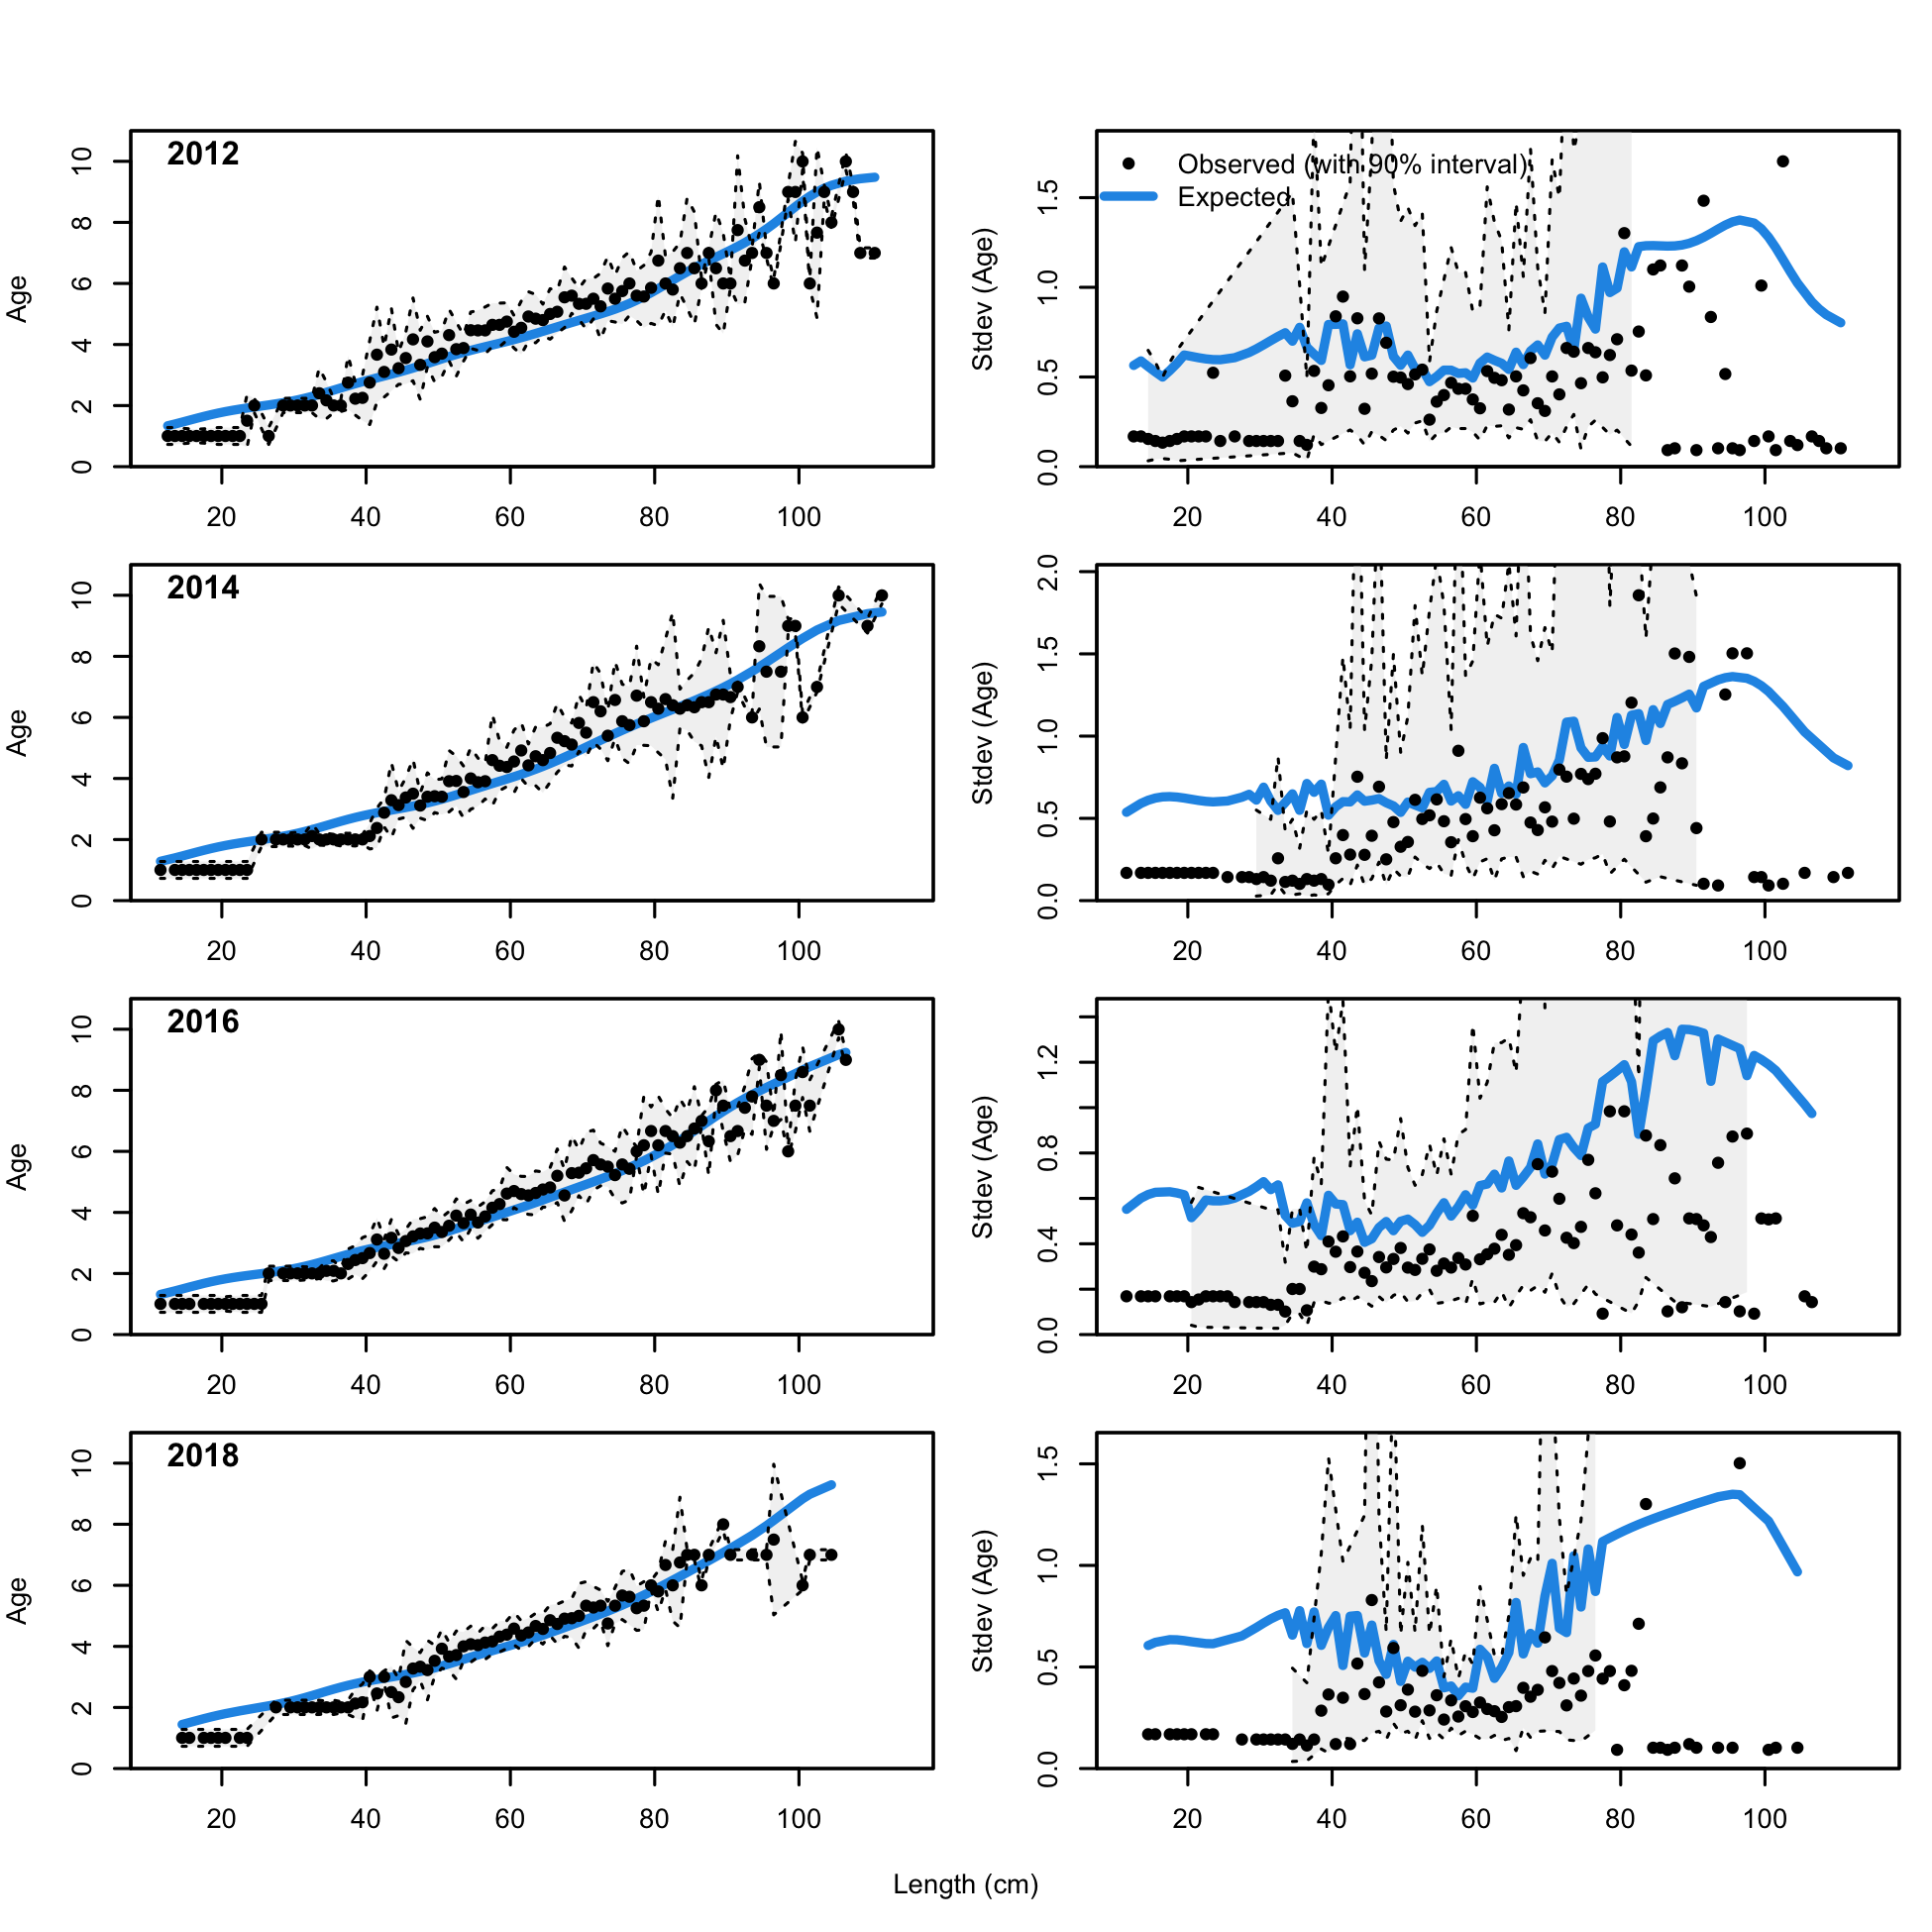 2012
Age
0 2 4 6 8 10
20 40 60 80 100
Observed (with 90% interval)
Expected
Stdev (Age)
0.0 0.5 1.0 1.5
20 40 60 80 100
2014
Age
0 2 4 6 8 10
20 40 60 80 100
Stdev (Age)
0.0 0.5 1.0 1.5 2.0
20 40 60 80 100
2016
Age
0 2 4 6 8 10
20 40 60 80 100
Stdev (Age)
0.0 0.4 0.8 1.2
20 40 60 80 100
2018
Age
0 2 4 6 8 10
20 40 60 80 100
Stdev (Age)
0.0 0.5 1.0 1.5
20 40 60 80 100
Length (cm)